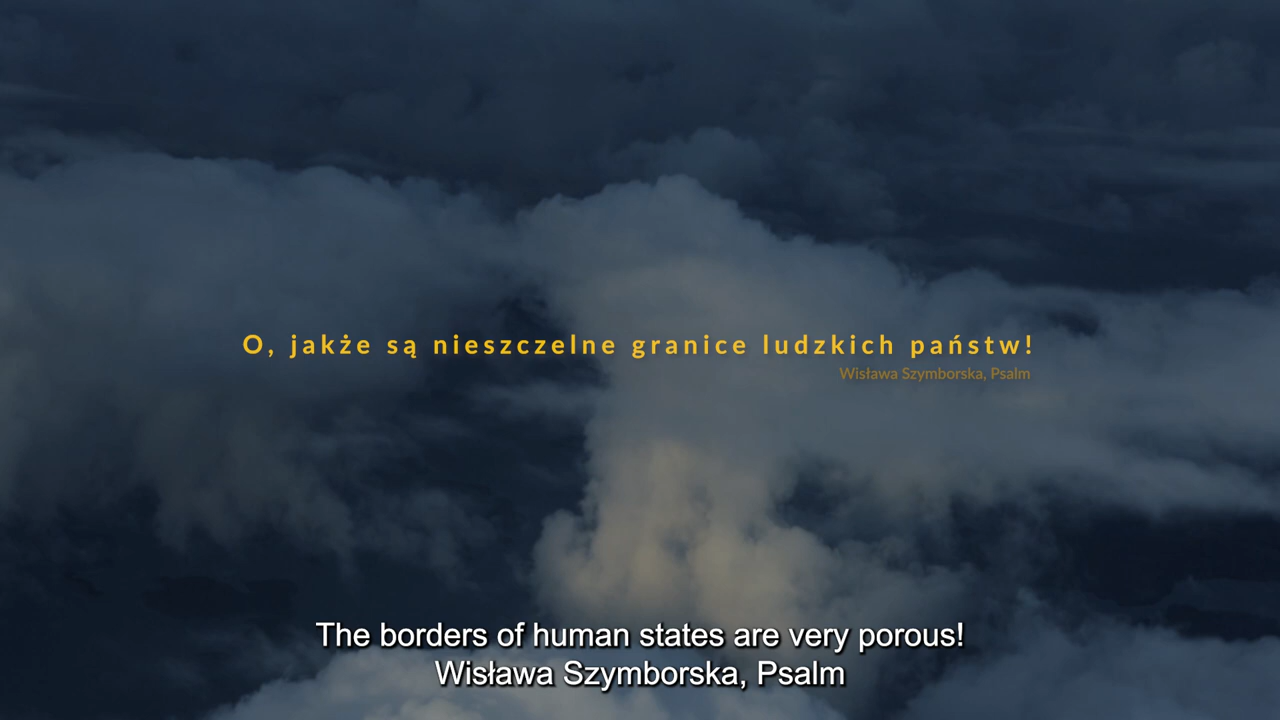 O, jakże są nieszczelne granice ludzkich państw!
Wisława Szymborska, Psalm
The borders of human states are very porous!
Wisława Szymborska, Psalm